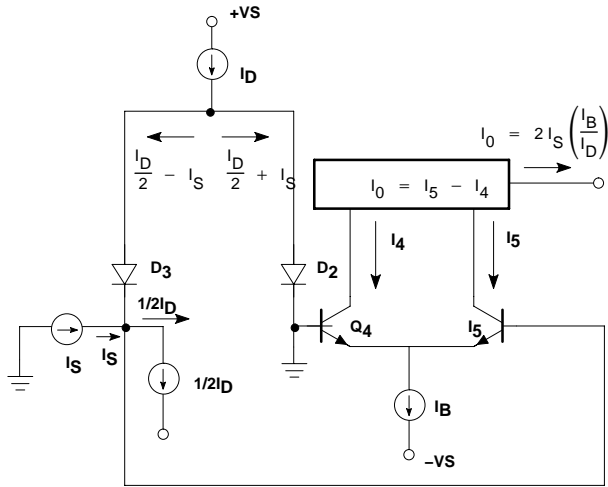 +VS
I_D
I_D/2 − I_S
I_D/2 + I_S
I_0 = 2 I_S (I_B/I_D)
I_0 = I_5 − I_4
I_4
I_5
D_3
D_2
1/2I_D
Q_4
I_5
I_S
I_S
1/2I_D
I_B
−VS